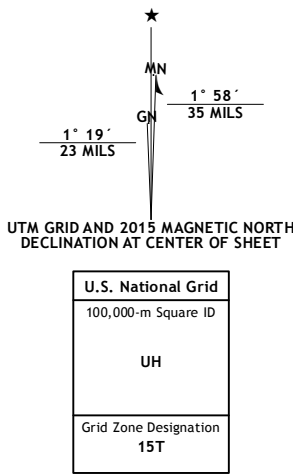 MN
1° 58´
35 MILS
GN
1° 19´
23 MILS
UTM GRID AND 2015 MAGNETIC NORTH
DECLINATION AT CENTER OF SHEET
U.S. National Grid
100,000-m Square ID
UH
Grid Zone Designation
15T